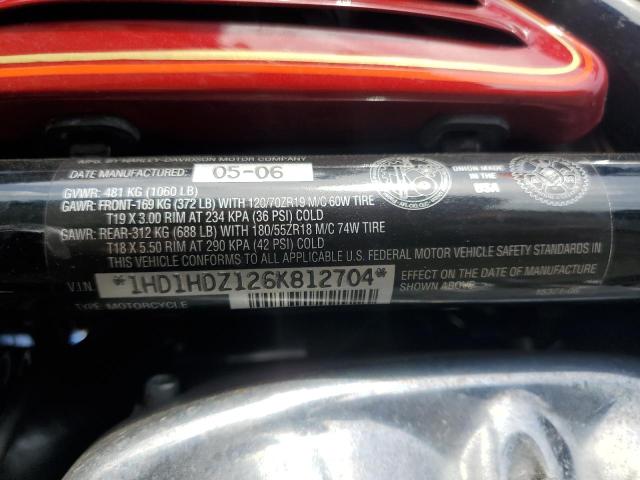 MFG. BY HARLEY-DAVIDSON MOTOR COMPANY
DATE MANUFACTURED: 05-06
UNION MADE
IN THE
USA
GVWR: 481 KG (1060 LB)
GAWR: FRONT-169 KG (372 LB) WITH 120/70ZR19 M/C 60W TIRE
T19 X 3.00 RIM AT 234 KPA (36 PSI) COLD
GAWR: REAR-312 KG (688 LB) WITH 180/55ZR18 M/C 74W TIRE
T18 X 5.50 RIM AT 290 KPA (42 PSI) COLD
THIS VEHICLE CONFORMS TO ALL APPLICABLE U.S. FEDERAL MOTOR VEHICLE SAFETY STANDARDS IN
EFFECT ON THE DATE OF MANUFACTURE
SHOWN ABOVE.
V.I.N. *1HD1HDZ126K812704*
TYPE: MOTORCYCLE